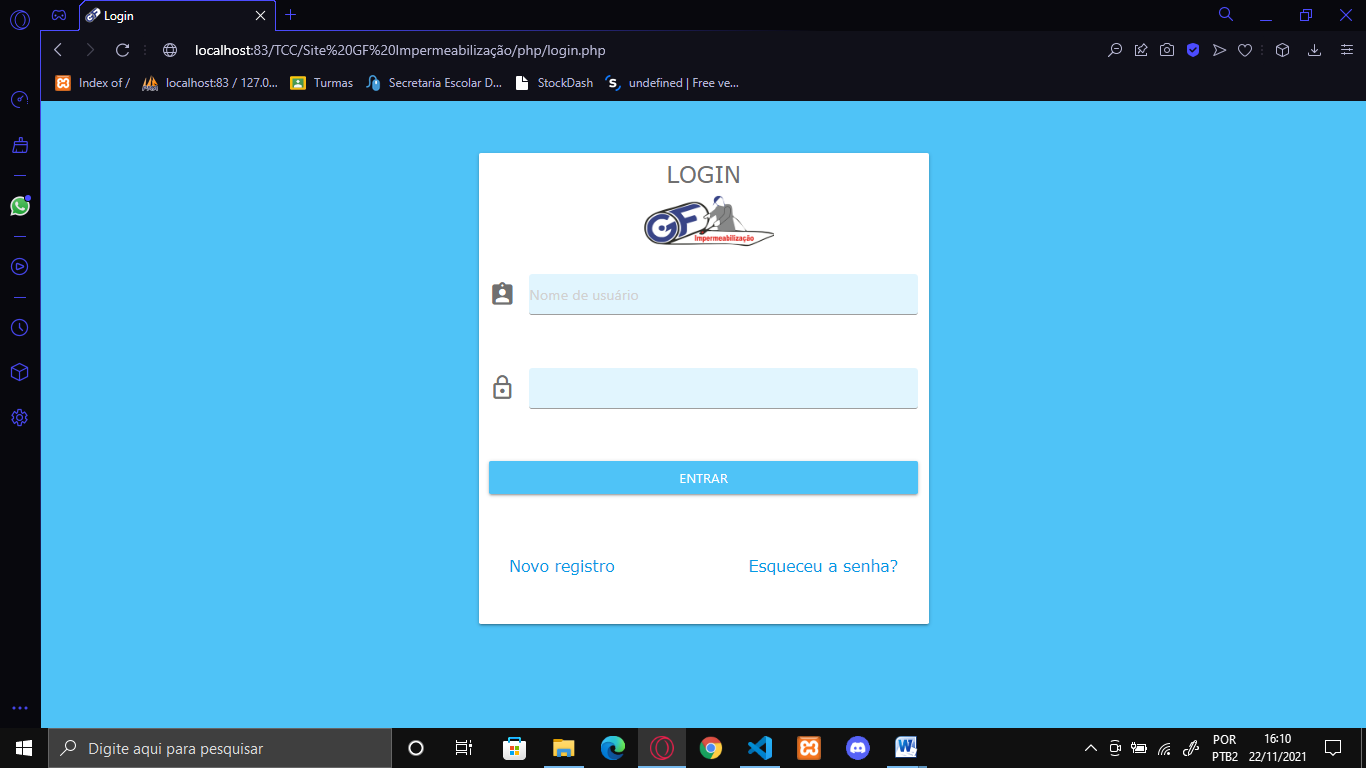 Login
localhost:83/TCC/Site%20GF%20Impermeabilização/php/login.php
Index of /
localhost:83 / 127.0...
Turmas
Secretaria Escolar D...
StockDash
undefined | Free ve...
LOGIN
GF
Impermeabilização
Nome de usuário
ENTRAR
Novo registro
Esqueceu a senha?
Digite aqui para pesquisar
POR
PTB2
16:10
22/11/2021